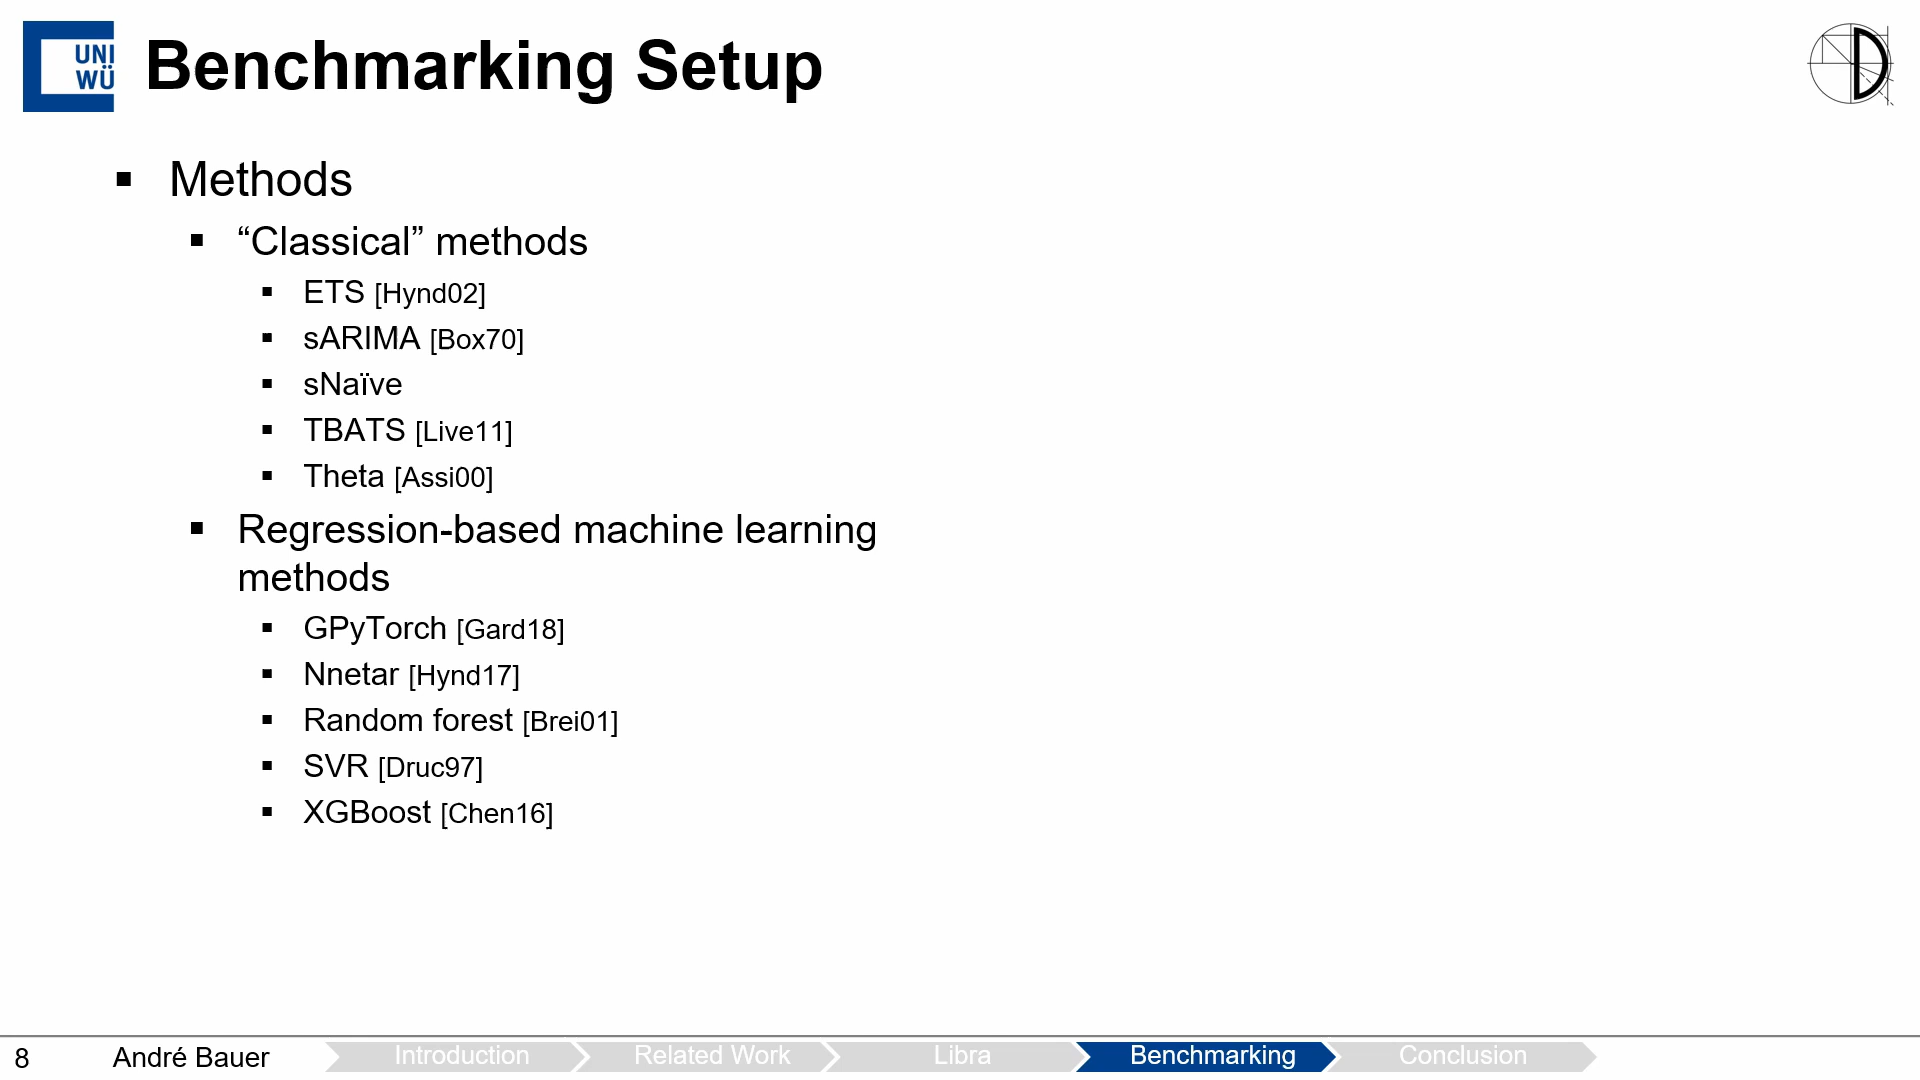 UNI
WÜ
Benchmarking Setup
Methods
“Classical” methods
ETS [Hynd02]
sARIMA [Box70]
sNaïve
TBATS [Live11]
Theta [Assi00]
Regression-based machine learning
methods
GPyTorch [Gard18]
Nnetar [Hynd17]
Random forest [Brei01]
SVR [Druc97]
XGBoost [Chen16]
8 André Bauer Introduction Related Work Libra Benchmarking Conclusion